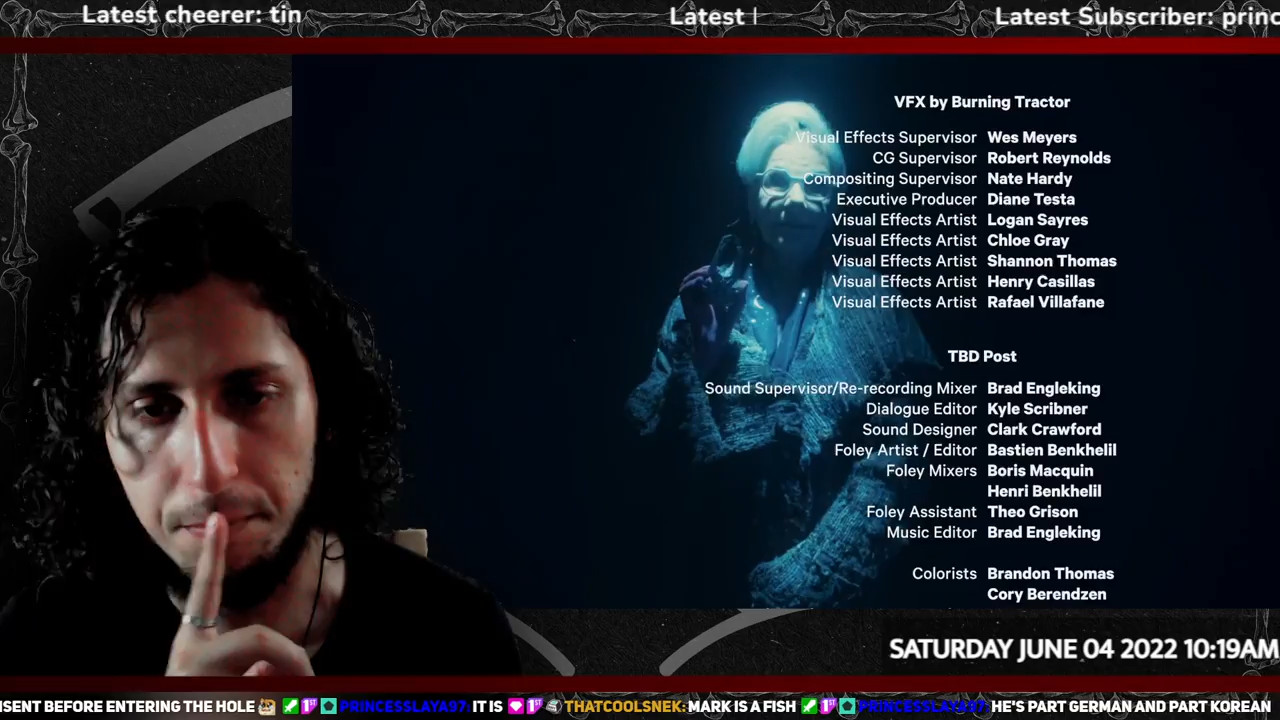 Latest cheerer: tin
Latest
Latest Subscriber: princ
VFX by Burning Tractor
Visual Effects Supervisor Wes Meyers
CG Supervisor Robert Reynolds
Compositing Supervisor Nate Hardy
Executive Producer Diane Testa
Visual Effects Artist Logan Sayres
Visual Effects Artist Chloe Gray
Visual Effects Artist Shannon Thomas
Visual Effects Artist Henry Casillas
Visual Effects Artist Rafael Villafane
TBD Post
Sound Supervisor/Re-recording Mixer Brad Engleking
Dialogue Editor Kyle Scribner
Sound Designer Clark Crawford
Foley Artist / Editor Bastien Benkhelil
Foley Mixers Boris Macquin
Henri Benkhelil
Foley Assistant Theo Grison
Music Editor Brad Engleking
Colorists Brandon Thomas
Cory Berendzen
SATURDAY JUNE 04 2022 10:19AM
NSENT BEFORE ENTERING THE HOLE PRINCESSLAYA97: IT IS THATCOOLSNEK: MARK IS A FISH PRINCESSLAYA97: HE'S PART GERMAN AND PART KOREAN